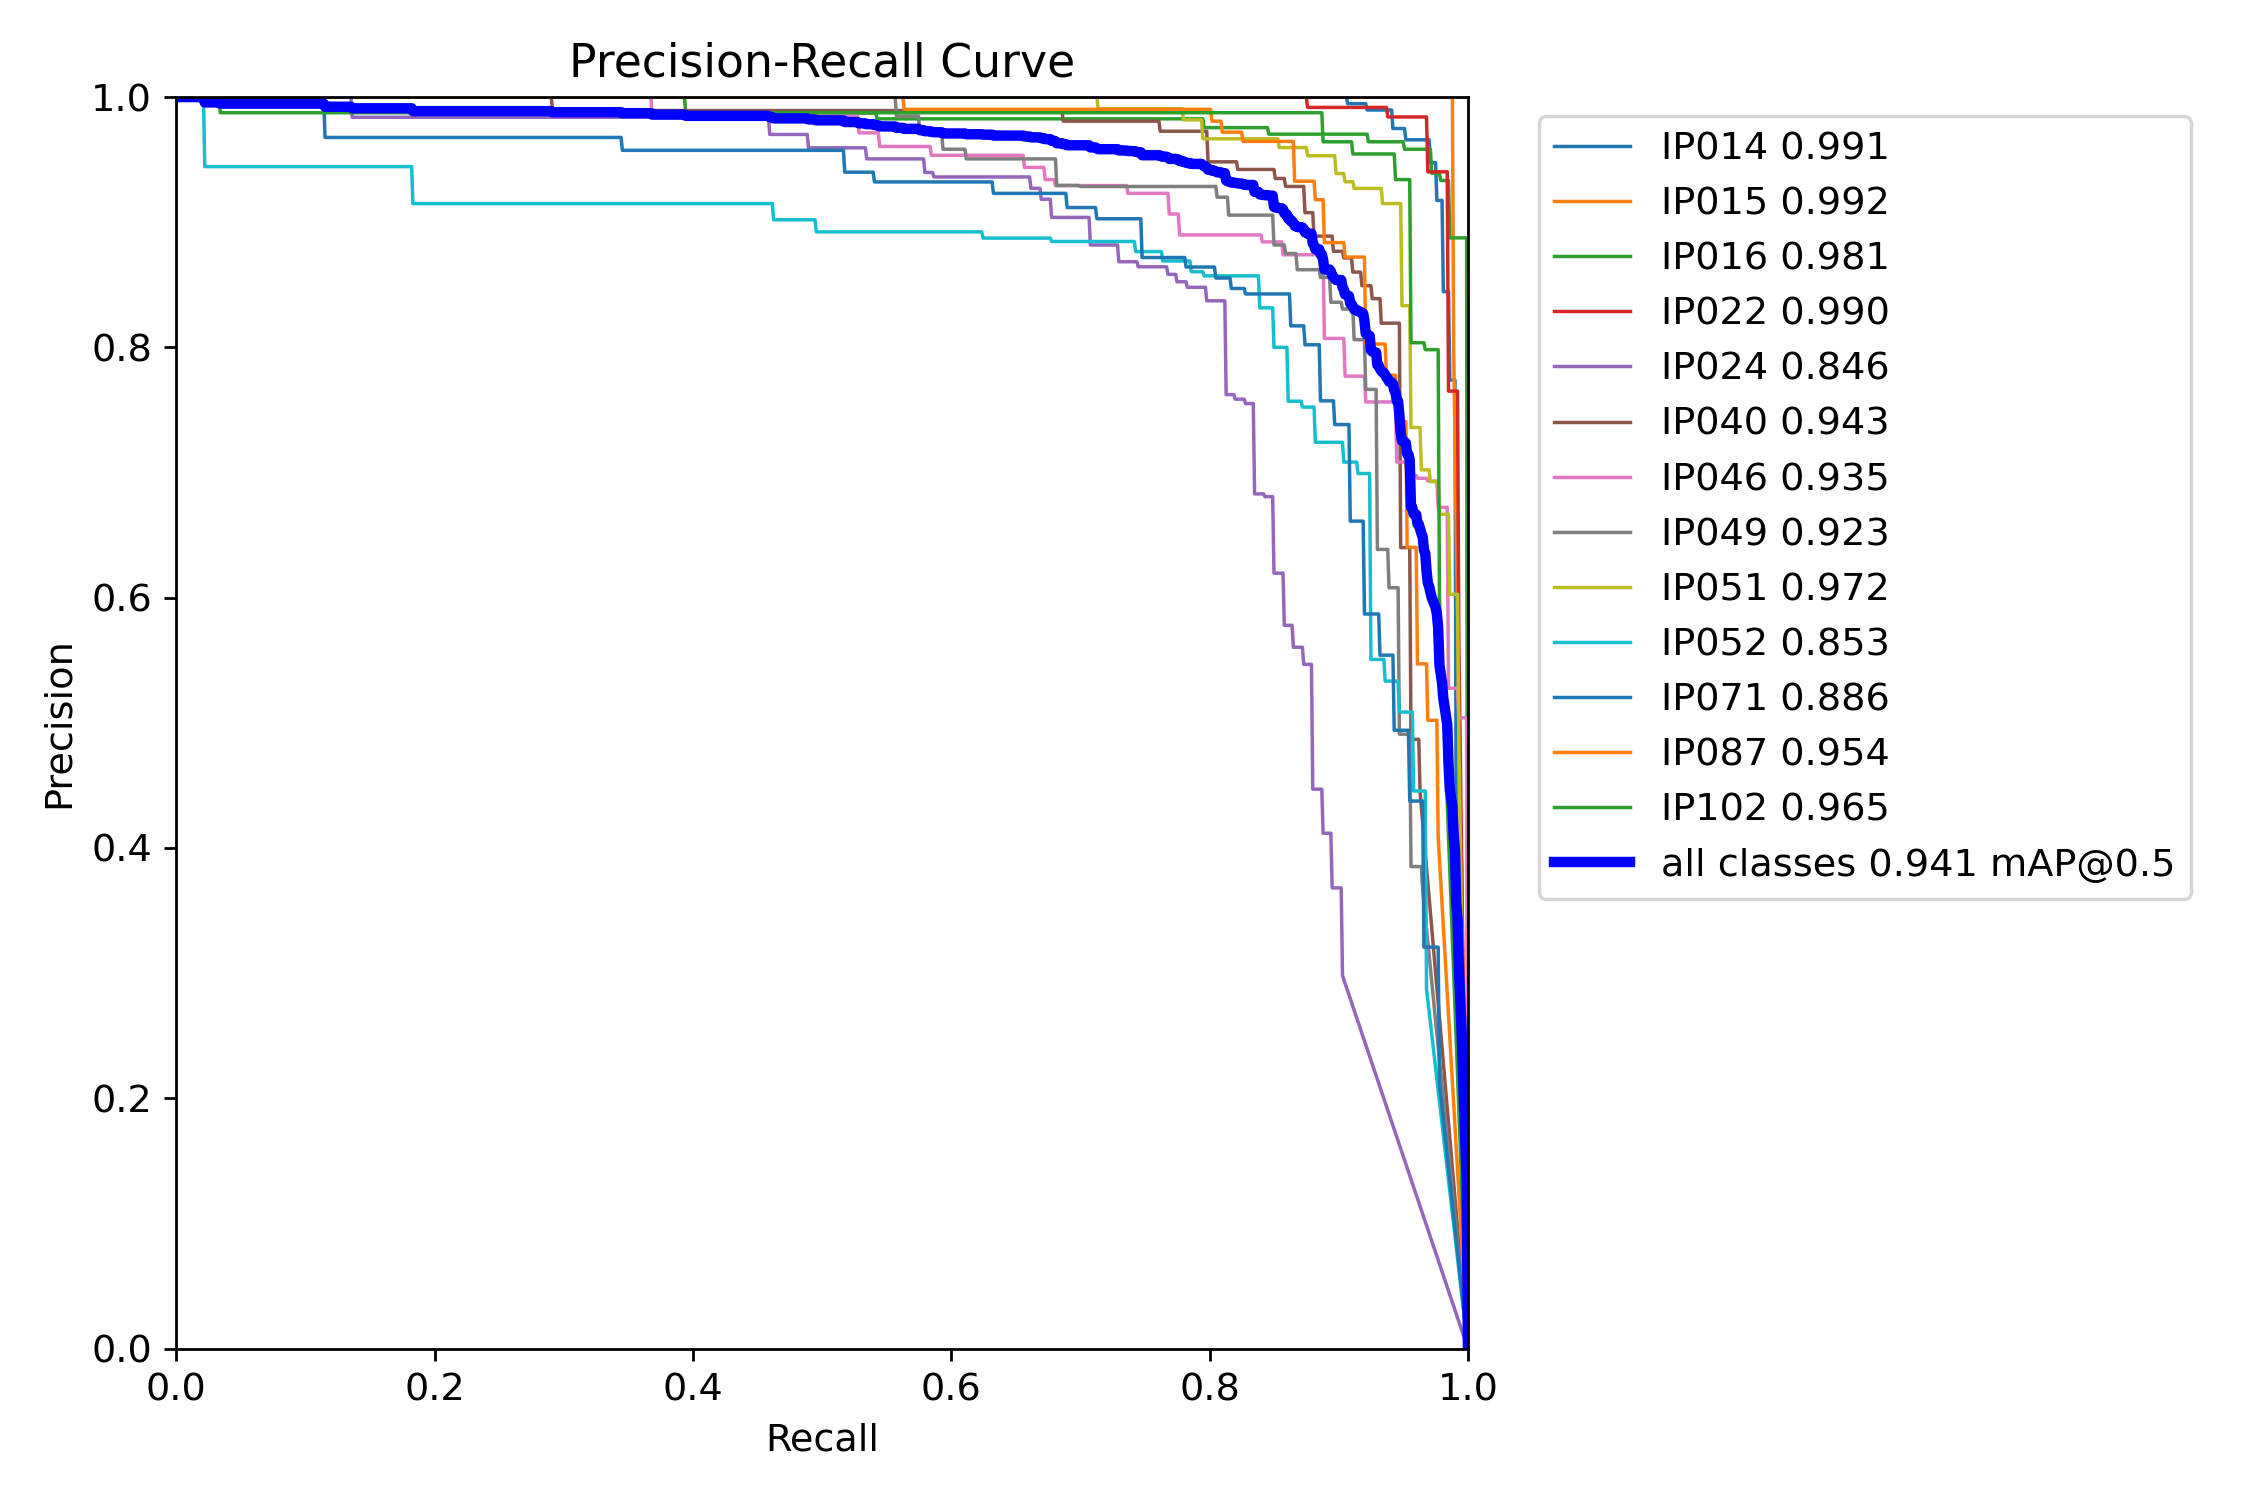 Precision-Recall Curve
1.0
0.8
0.6
0.4
0.2
0.0
Precision
0.0 0.2 0.4 0.6 0.8 1.0
Recall
IP014 0.991
IP015 0.992
IP016 0.981
IP022 0.990
IP024 0.846
IP040 0.943
IP046 0.935
IP049 0.923
IP051 0.972
IP052 0.853
IP071 0.886
IP087 0.954
IP102 0.965
all classes 0.941 mAP@0.5